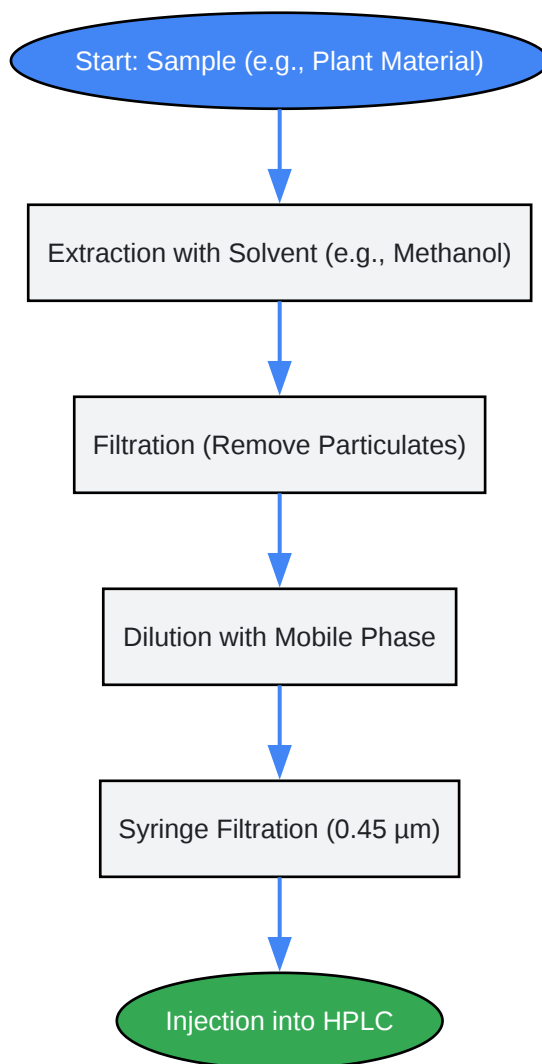 Start: Sample (e.g., Plant Material)
Extraction with Solvent (e.g., Methanol)
Filtration (Remove Particulates)
Dilution with Mobile Phase
Syringe Filtration (0.45 µm)
Injection into HPLC